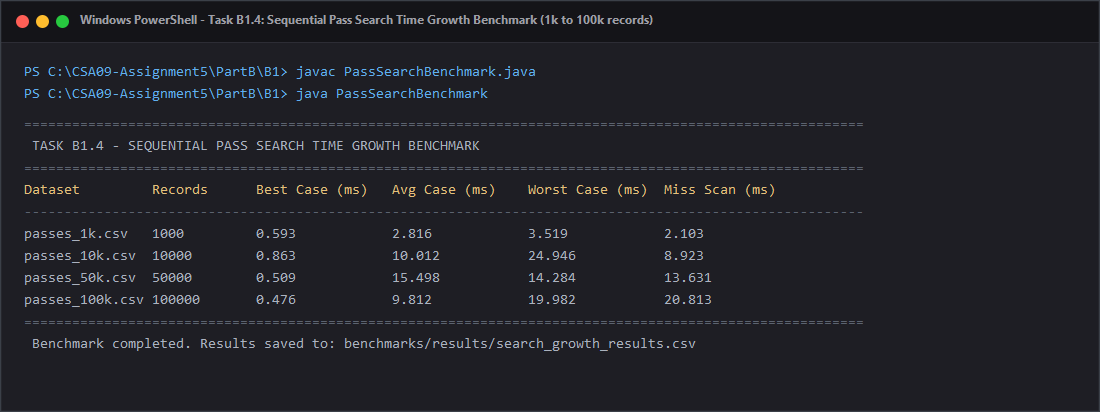 Windows PowerShell - Task B1.4: Sequential Pass Search Time Growth Benchmark (1k to 100k records)
PS C:\CSA09-Assignment5\PartB\B1> javac PassSearchBenchmark.java
PS C:\CSA09-Assignment5\PartB\B1> java PassSearchBenchmark
=========================================================================================================
TASK B1.4 - SEQUENTIAL PASS SEARCH TIME GROWTH BENCHMARK
=========================================================================================================
Dataset Records Best Case (ms) Avg Case (ms) Worst Case (ms) Miss Scan (ms)
---------------------------------------------------------------------------------------------------------
passes_1k.csv 1000 0.593 2.816 3.519 2.103
passes_10k.csv 10000 0.863 10.012 24.946 8.923
passes_50k.csv 50000 0.509 15.498 14.284 13.631
passes_100k.csv 100000 0.476 9.812 19.982 20.813
=========================================================================================================
Benchmark completed. Results saved to: benchmarks/results/search_growth_results.csv